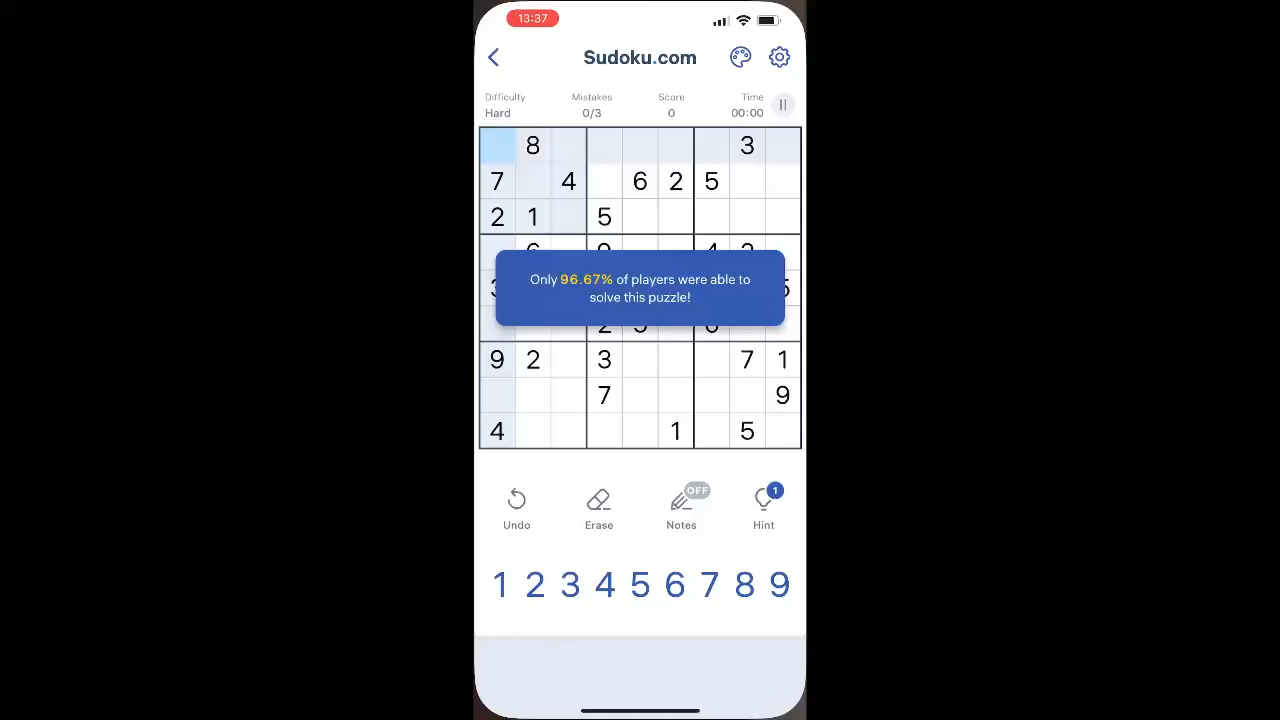 13:37
Sudoku.com
Difficulty Mistakes Score Time
Hard 0/3 0 00:00
8 3
7 4 6 2 5
2 1 5
Only 96.67% of players were able to
solve this puzzle!
9 2 3 7 1
7 9
4 1 5
OFF 1
Undo Erase Notes Hint
1 2 3 4 5 6 7 8 9